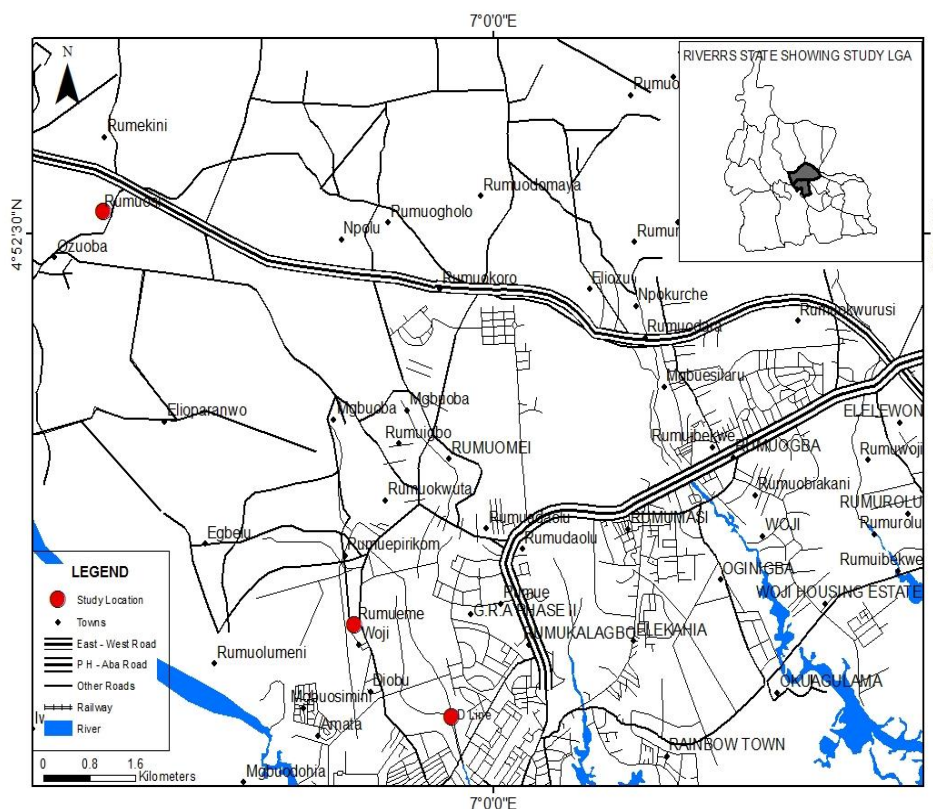 7°0'0"E
N
RIVERRS STATE SHOWING STUDY LGA
Rumuo
Rumekini
Rumuodomaya
Rumuosi
Rumuogholo
4°52'30"N
Npolu
Rumur
Ozuoba
Rumuokoro
Eliozu
Npokurche
Rumuokwurusi
Rumuodara
Mgbuesilaru
Elioparanwo
Mgbuoba
Mgbuoba
ELELEWON
Rumuigbo
Rumuibekwe
RUMUOGBA
RUMUOMEI
Rumuwoji
Rumuokwuta
Rumuobiakani
RUMUROLU
Egbelu
RUMUMASI
WOJI
Rumurolu
Rumuepirikom
Rumudaolu
Rumuibekwe
OGINIGBA
Rumue
WOJI HOUSING ESTATE
G.R.A PHASE II
Rumueme
Woji
RUMUKALAGBO
ELEKAHIA
Rumuolumeni
OKUAGULAMA
Diobu
Mgbuosimini
D Line
Amata
RAINBOW TOWN
Mgbuodohia
LEGEND
Study Location
Towns
East - West Road
P H - Aba Road
Other Roads
Railway
River
0 0.8 1.6
Kilometers
7°0'0"E